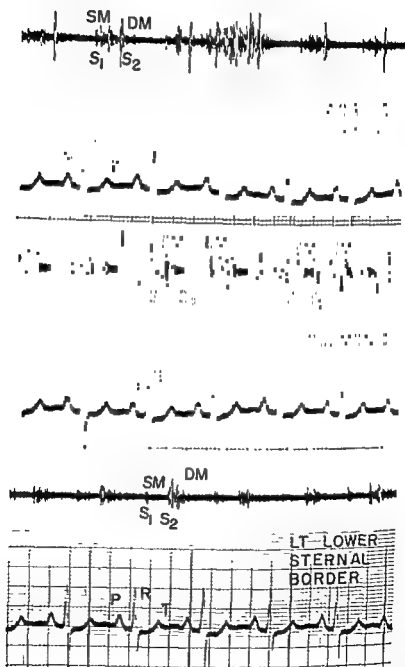 SM DM
S1 S2
SM DM
S1 S2
LT LOWER
STERNAL
BORDER
P R
T